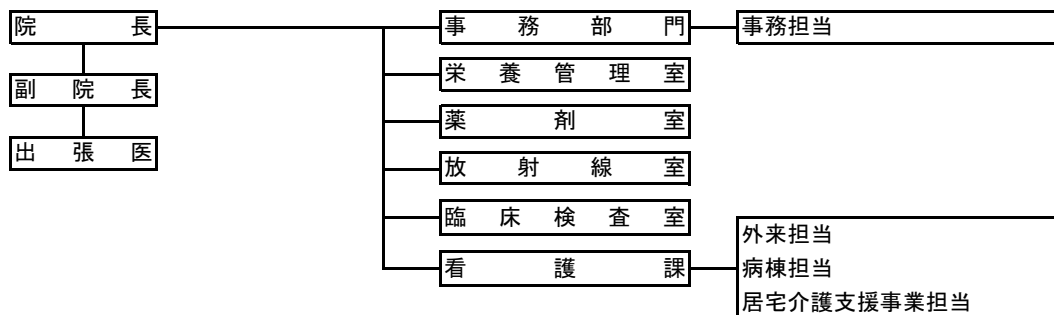 院長
事務部門
事務担当
栄養管理室
副院長
薬剤室
出張医
放射線室
臨床検査室
看護課
外来担当
病棟担当
居宅介護支援事業担当